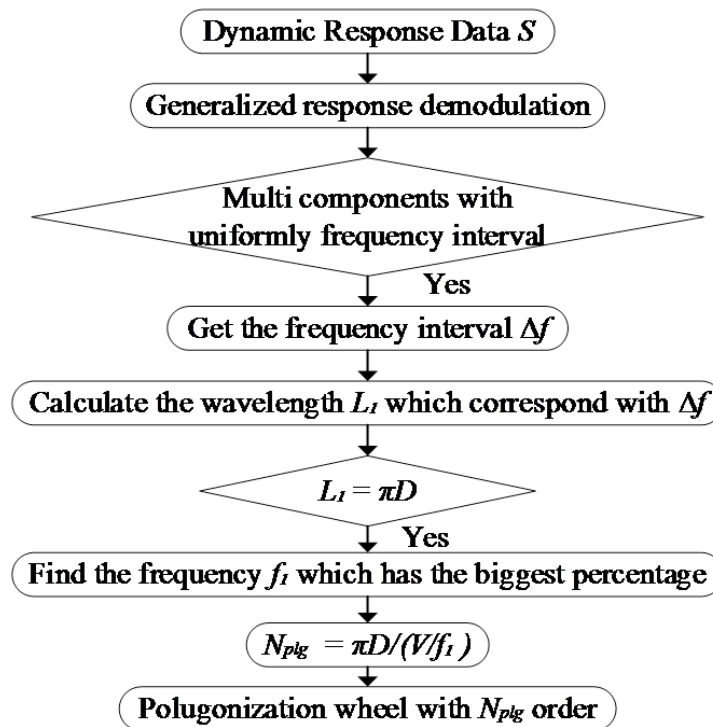 Dynamic Response Data S
Generalized response demodulation
Multi components with
uniformly frequency interval
Yes
Get the frequency interval Δf
Calculate the wavelength L₁ which correspond with Δf
L₁ = πD
Yes
Find the frequency f₁ which has the biggest percentage
Nₚₗg = πD/(V/f₁)
Polugonization wheel with Nₚₗg order